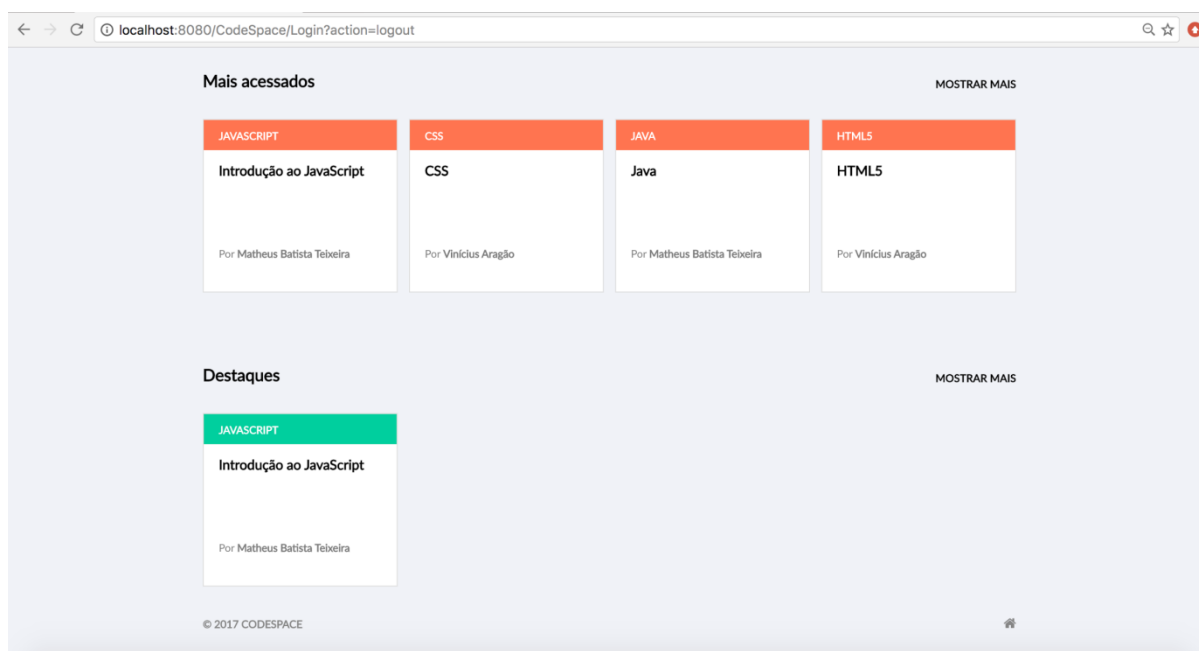 localhost:8080/CodeSpace/Login?action=logout
Mais acessados
MOSTRAR MAIS
JAVASCRIPT
Introdução ao JavaScript
Por Matheus Batista Teixeira
CSS
CSS
Por Vinícius Aragão
JAVA
Java
Por Matheus Batista Teixeira
HTML5
HTML5
Por Vinícius Aragão
Destaques
MOSTRAR MAIS
JAVASCRIPT
Introdução ao JavaScript
Por Matheus Batista Teixeira
© 2017 CODESPACE